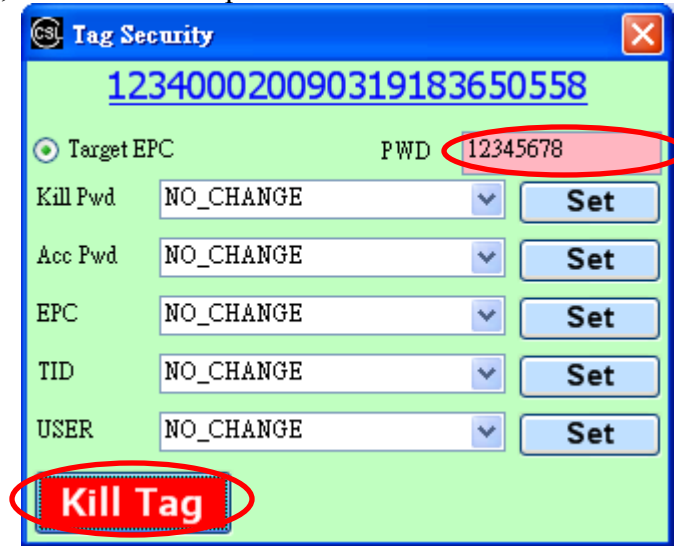 CSL Tag Security
123400020090319183650558
Target EPC PWD 12345678
Kill Pwd NO_CHANGE Set
Acc Pwd NO_CHANGE Set
EPC NO_CHANGE Set
TID NO_CHANGE Set
USER NO_CHANGE Set
Kill Tag